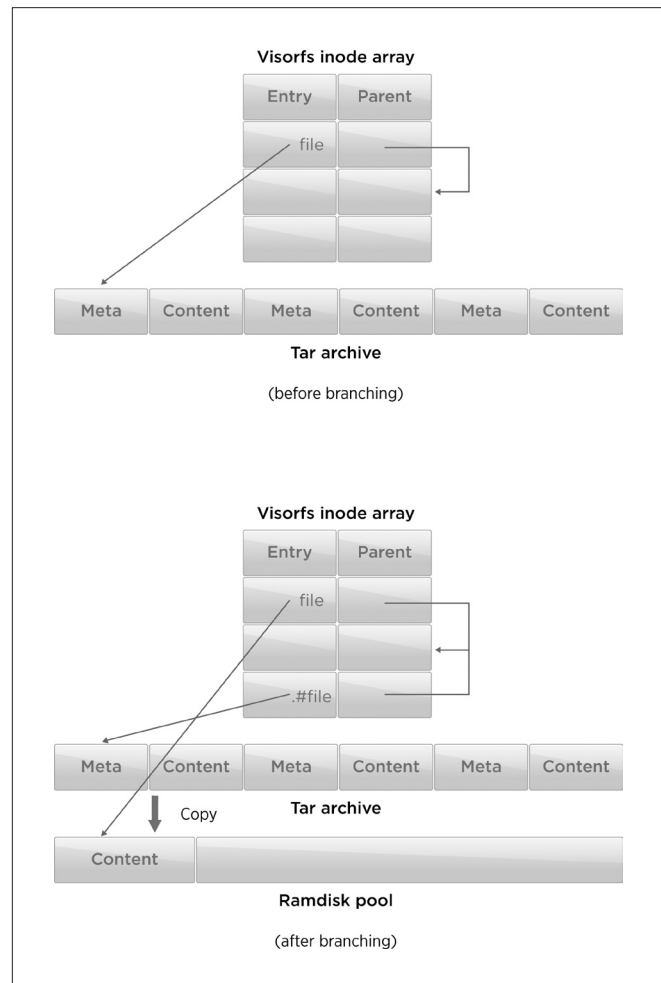 Visorfs inode array
Entry Parent
file
Meta Content Meta Content Meta Content
Tar archive
(before branching)
Visorfs inode array
Entry Parent
file
.#file
Meta Content Meta Content Meta Content
Copy Tar archive
Content
Ramdisk pool
(after branching)